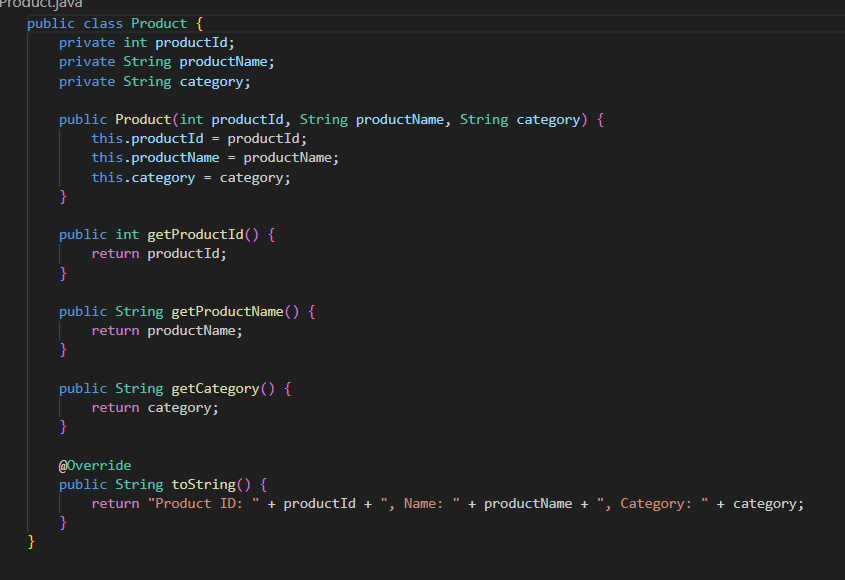 Product.java
public class Product {
    private int productId;
    private String productName;
    private String category;

    public Product(int productId, String productName, String category) {
        this.productId = productId;
        this.productName = productName;
        this.category = category;
    }

    public int getProductId() {
        return productId;
    }

    public String getProductName() {
        return productName;
    }

    public String getCategory() {
        return category;
    }

    @Override
    public String toString() {
        return "Product ID: " + productId + ", Name: " + productName + ", Category: " + category;
    }
}